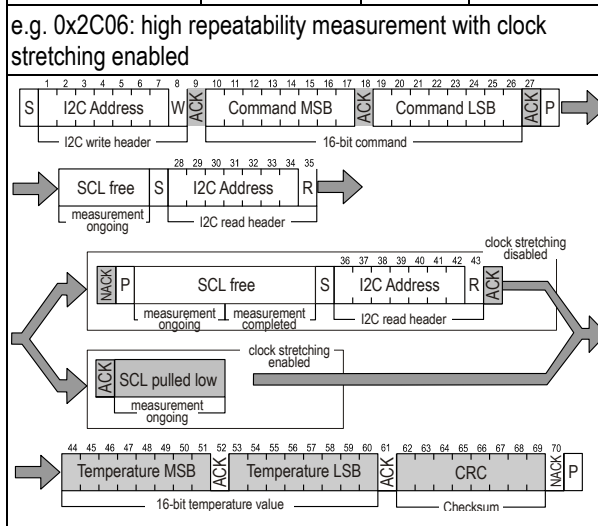 e.g. 0x2C06: high repeatability measurement with clock
stretching enabled
1 2 3 4 5 6 7 8 9 10 11 12 13 14 15 16 17 18 19 20 21 22 23 24 25 26 27
S I2C Address W ACK Command MSB ACK Command LSB ACK P
I2C write header 16-bit command
28 29 30 31 32 33 34 35
SCL free S I2C Address R
measurement I2C read header
ongoing
clock stretching
disabled
36 37 38 39 40 41 42 43
NACK P SCL free S I2C Address R ACK
measurement measurement I2C read header
ongoing completed
clock stretching
enabled
ACK SCL pulled low
measurement
ongoing
44 45 46 47 48 49 50 51 52 53 54 55 56 57 58 59 60 61 62 63 64 65 66 67 68 69 70
Temperature MSB ACK Temperature LSB ACK CRC NACK P
16-bit temperature value Checksum